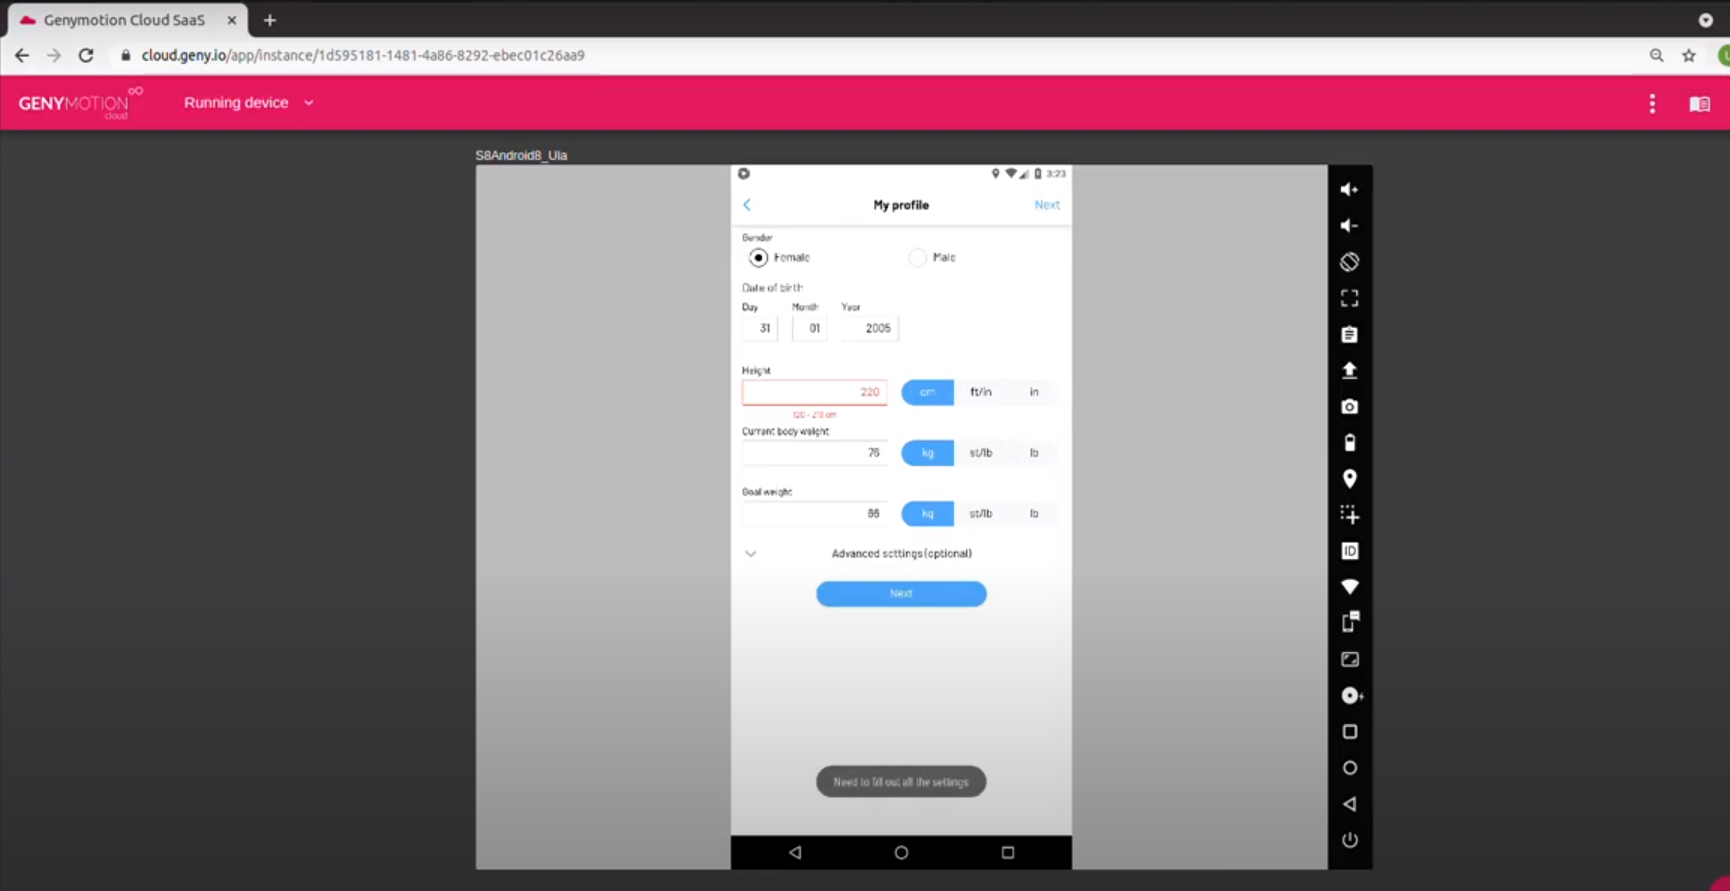 Genymotion Cloud SaaS
cloud.geny.io/app/instance/1d595181-1481-4a86-8292-ebec01c26aa9
GENYMOTION
cloud
Running device
S8Android8_Ula
3:23
My profile
Next
Gender
Female
Male
Date of birth
Day
Month
Year
31
01
2005
Height
220
cm
ft/in
in
120 - 210 cm
Current body weight
76
kg
st/lb
lb
Goal weight
66
kg
st/lb
lb
Advanced settings (optional)
Next
Need to fill out all the settings
ID